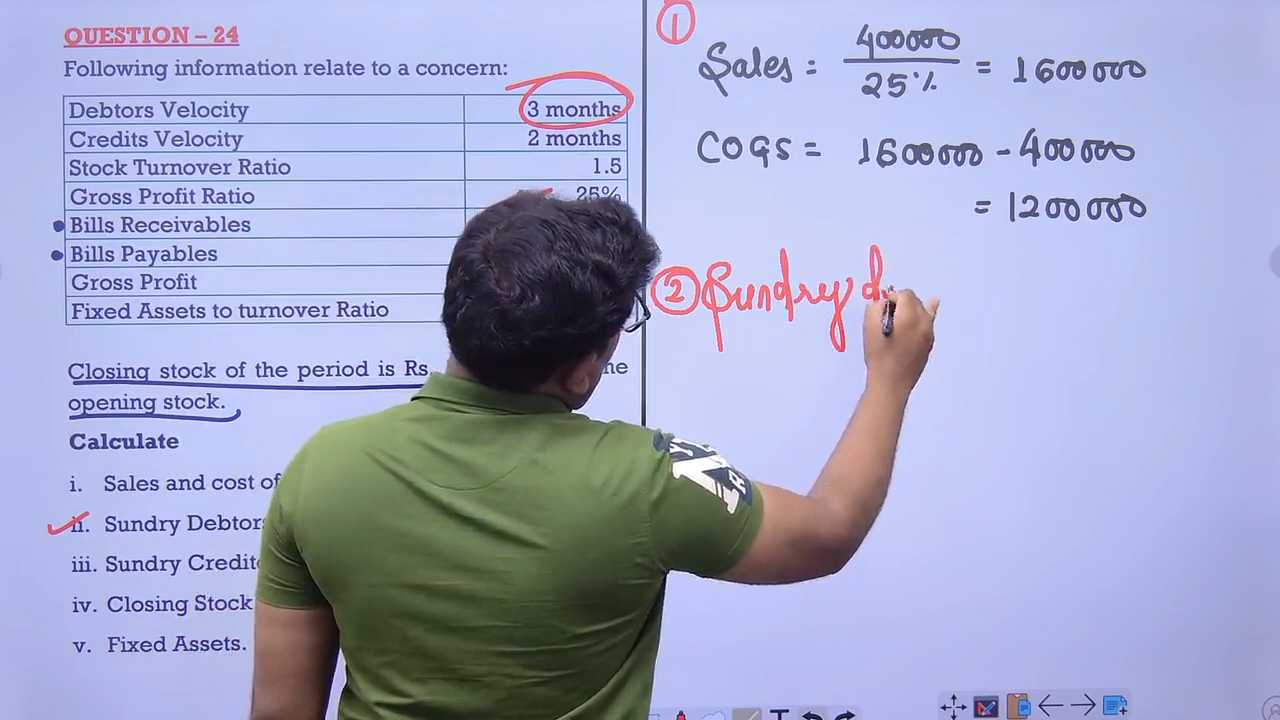 QUESTION – 24
Following information relate to a concern:
Debtors Velocity 3 months
Credits Velocity 2 months
Stock Turnover Ratio 1.5
Gross Profit Ratio 25%
Bills Receivables
Bills Payables
Gross Profit
Fixed Assets to turnover Ratio
Closing stock of the period is Rs.
opening stock.
Calculate
i. Sales and cost of
ii. Sundry Debtors
iii. Sundry
iv. Closing Stock
v. Fixed Assets.
①
Sales = 400000 / 25% = 1600000
COGS = 1600000 - 400000
= 1200000
② Sundry